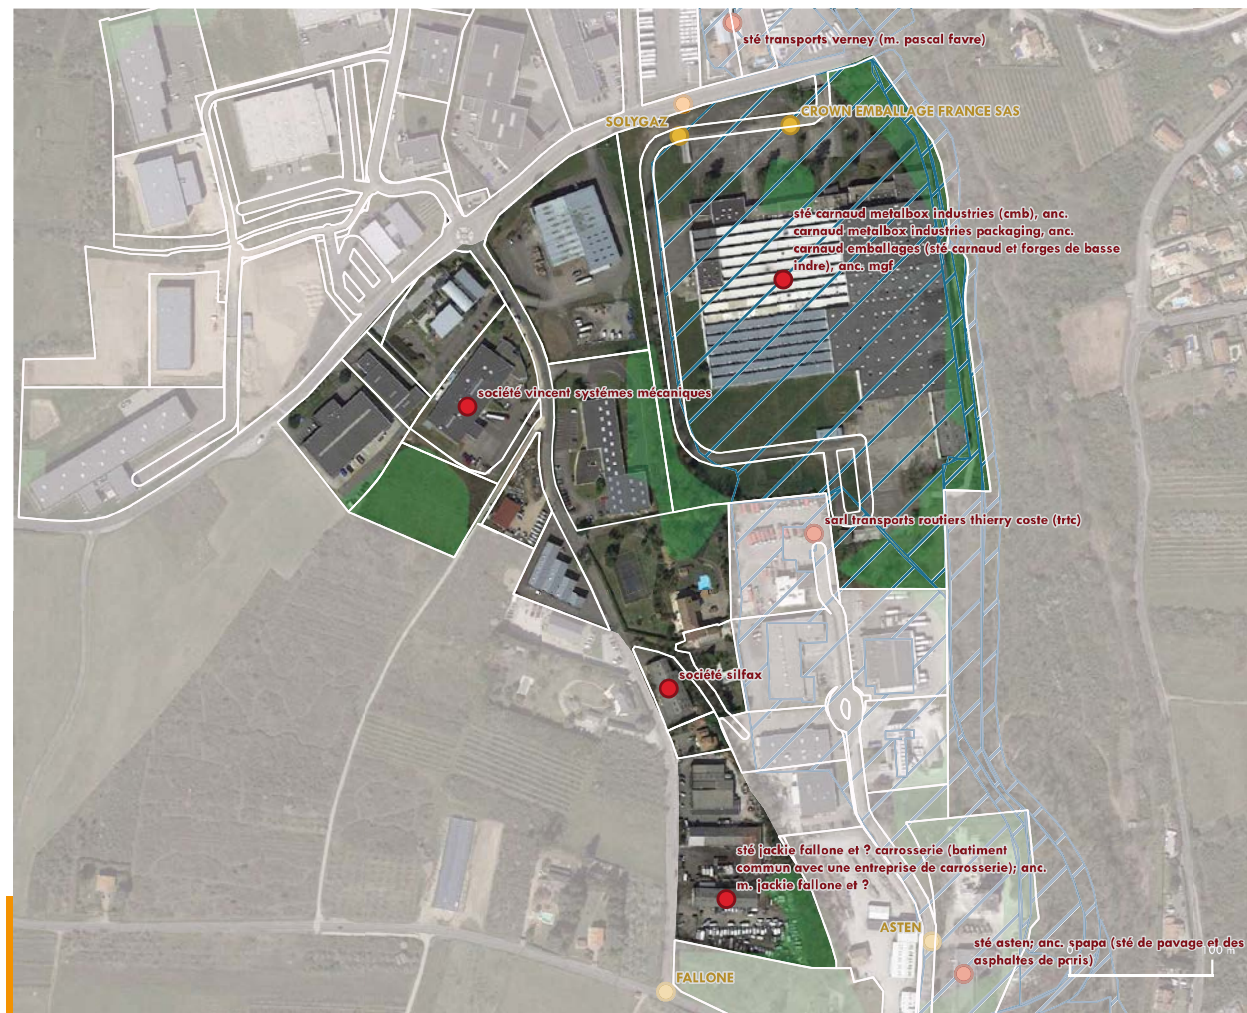 sté transports verney (m. pascal favre)
CROWN EMBALLAGE FRANCE SAS
SOLYGAZ
sté carnaud metalbox industries (cmb), anc.
carnaud metalbox industries packaging, anc.
carnaud emballages (sté carnaud et forges de basse
indre); anc. mgf
société vincent systémes mécaniques
sarl transports routiers thierry coste (trtc)
société silfax
sté jackie fallone et ? carrosserie (batiment
commun avec une entreprise de carrosserie); anc.
m. jackie fallone et ?
ASTEN
sté asten; anc. spapa (sté de pavage et des
asphaltes de paris)
FALLONE